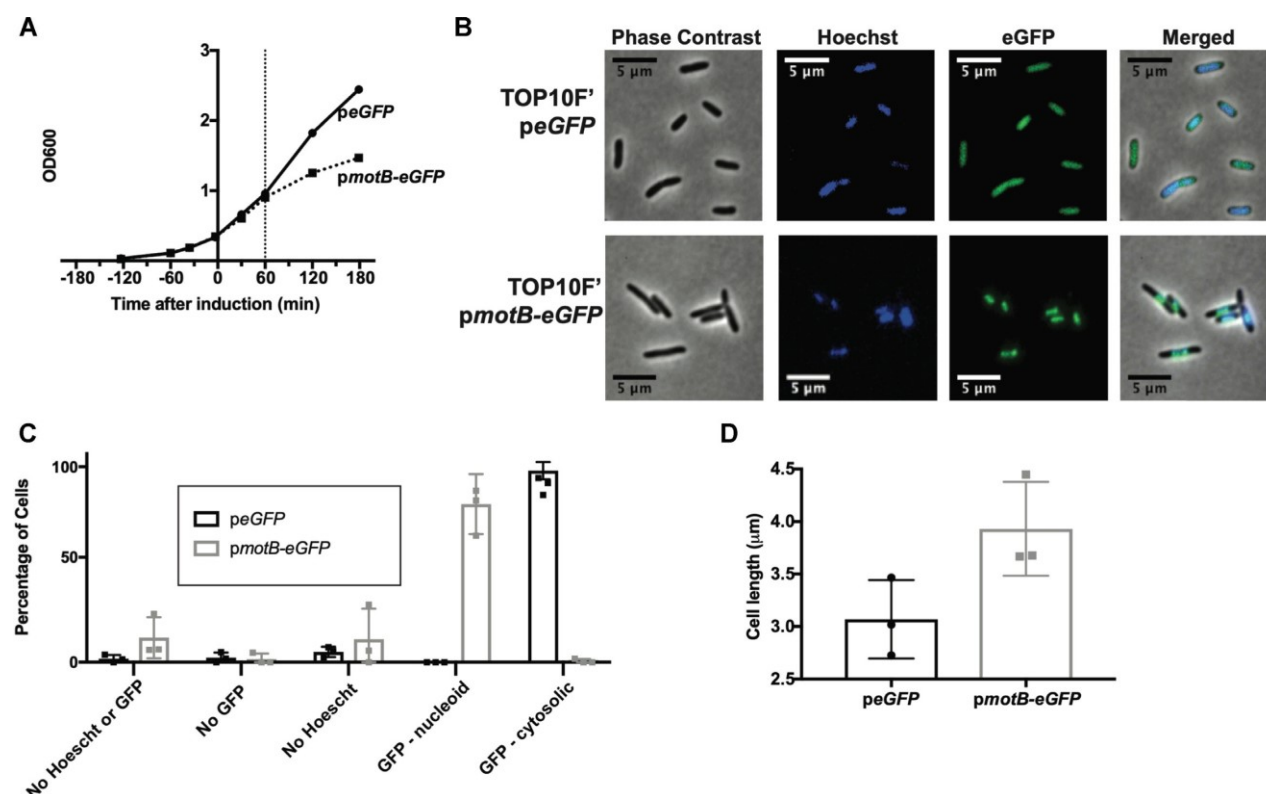 A
3
2
1
OD600
peGFP
pmotB-eGFP
-180 -120 -60 0 60 120 180
Time after induction (min)
B
Phase Contrast Hoechst eGFP Merged
TOP10F'
peGFP
5 µm 5 µm 5 µm 5 µm
TOP10F'
pmotB-eGFP
5 µm 5 µm 5 µm 5 µm
C
100
50
0
Percentage of Cells
peGFP
pmotB-eGFP
No Hoescht or GFP
No GFP
No Hoescht
GFP - nucleoid
GFP - cytosolic
D
4.5
4.0
3.5
3.0
2.5
Cell length (µm)
peGFP pmotB-eGFP